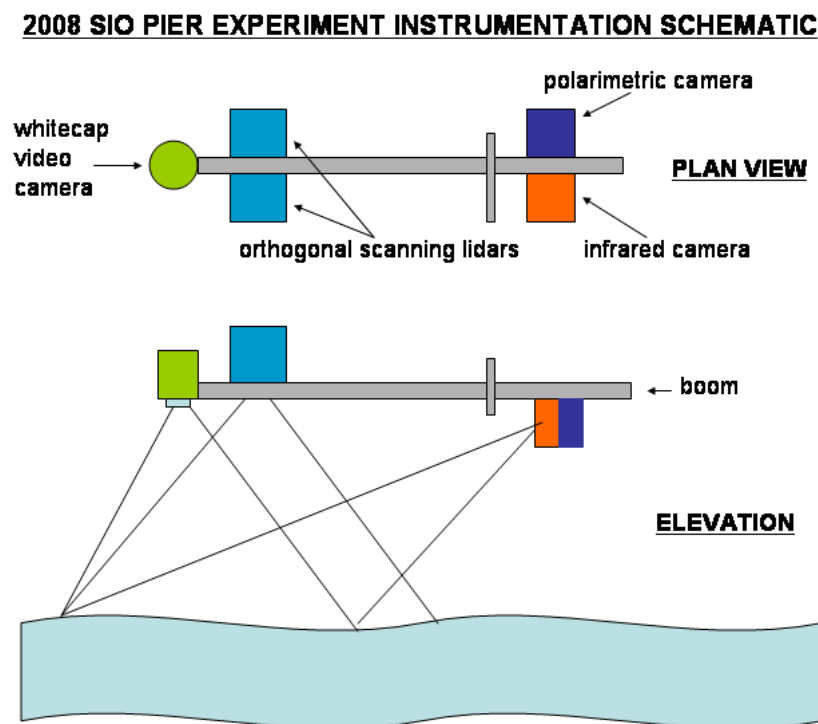 2008 SIO PIER EXPERIMENT INSTRUMENTATION SCHEMATIC
polarimetric camera
whitecap
video
camera
PLAN VIEW
orthogonal scanning lidars
infrared camera
boom
ELEVATION